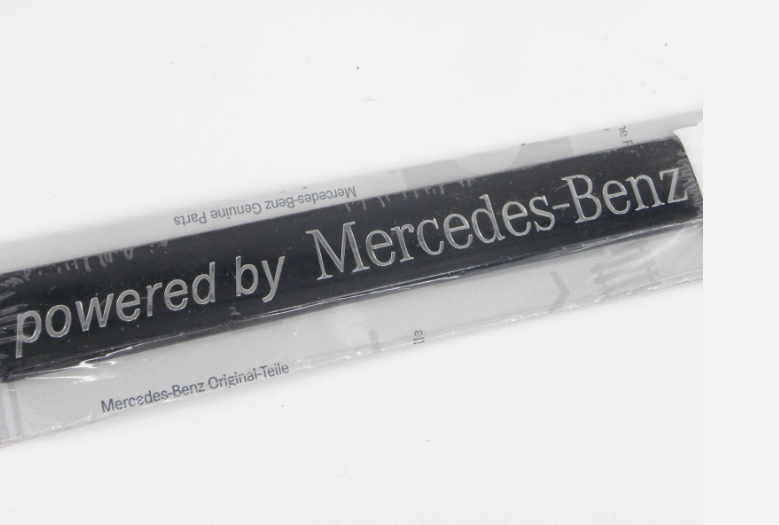 Mercedes-Benz Genuine Parts
powered by Mercedes-Benz
Mercedes-Benz Original-Teile